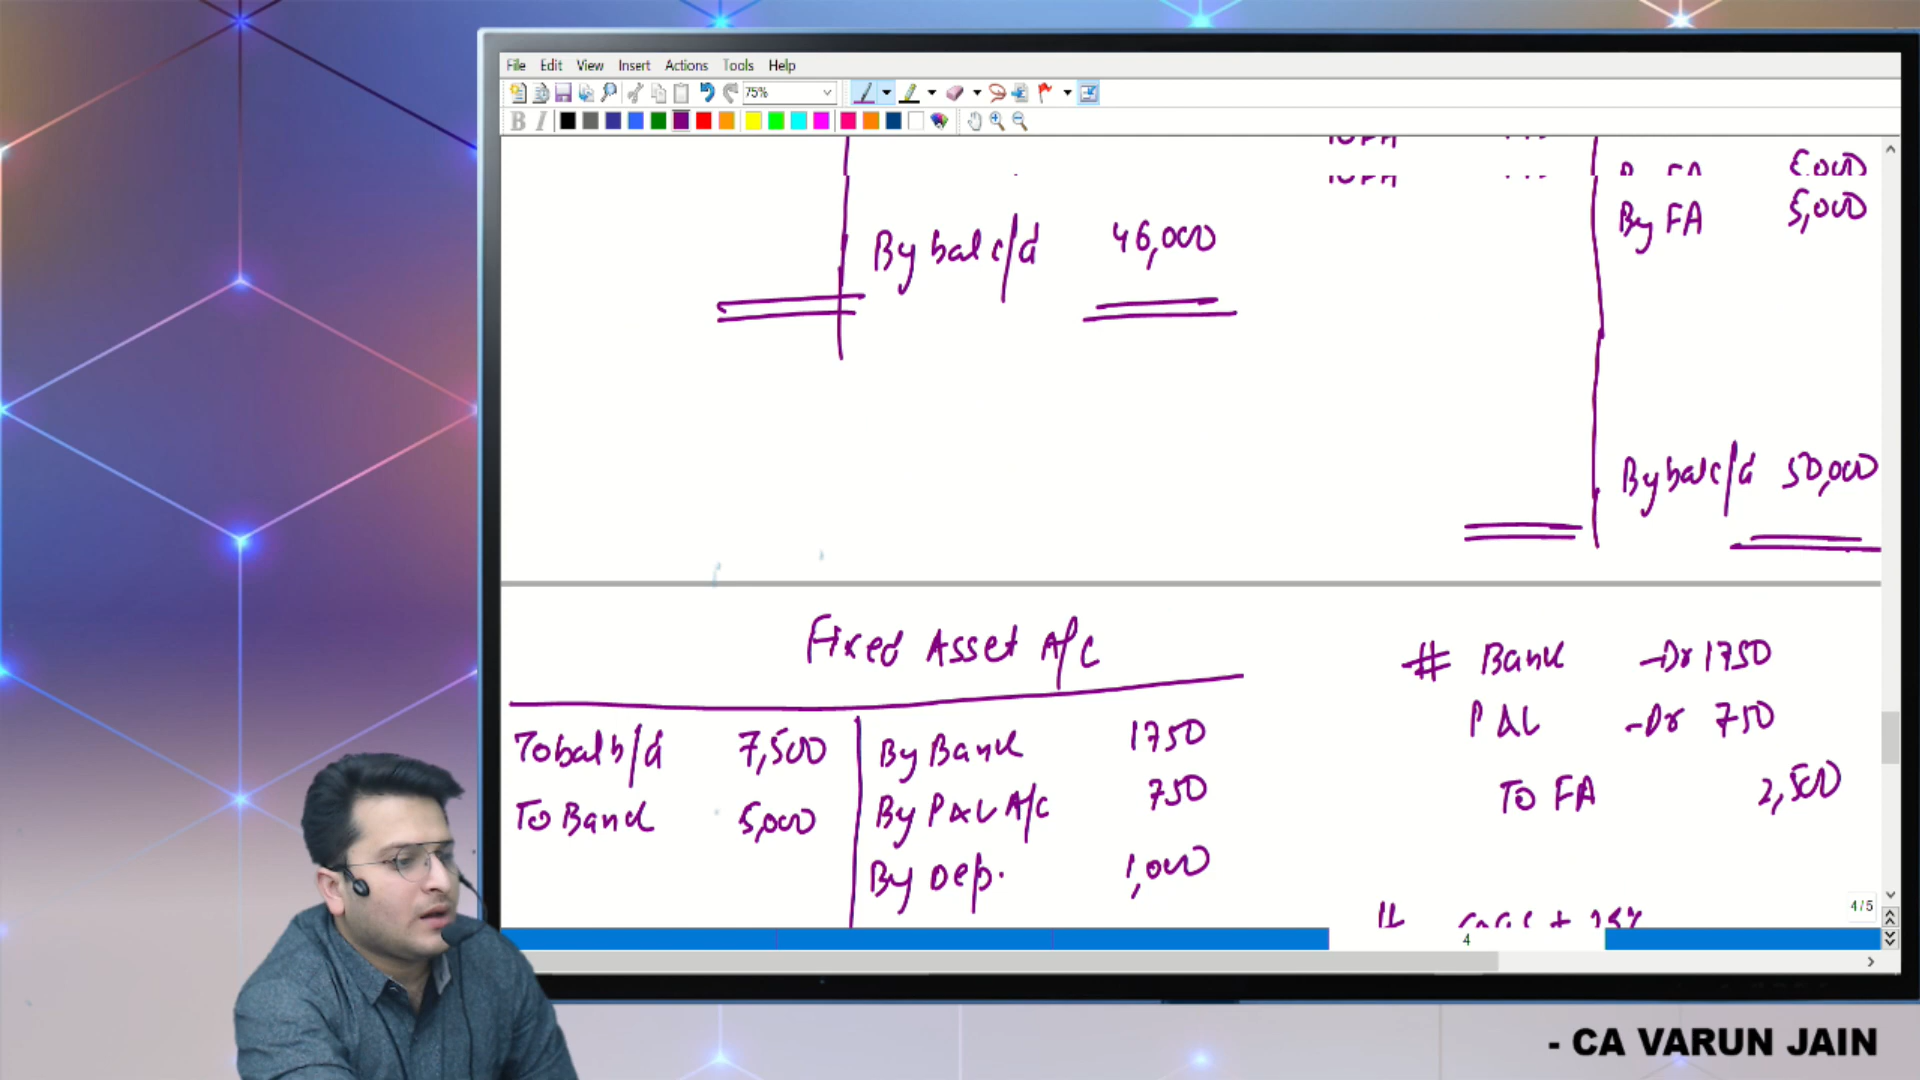 File Edit View Insert Actions Tools Help
75%
B I
By FA 5,000
By bal c/d 46,000
By bal c/d 50,000
Fixed Asset A/C
To bal b/d 7,500 By Bank 1750
To Bank 5,000 By P&L A/C 750
By Dep. 1,000
# Bank -Dr 1750
P&L -Dr 750
To FA 2,500
4/5
4
- CA VARUN JAIN